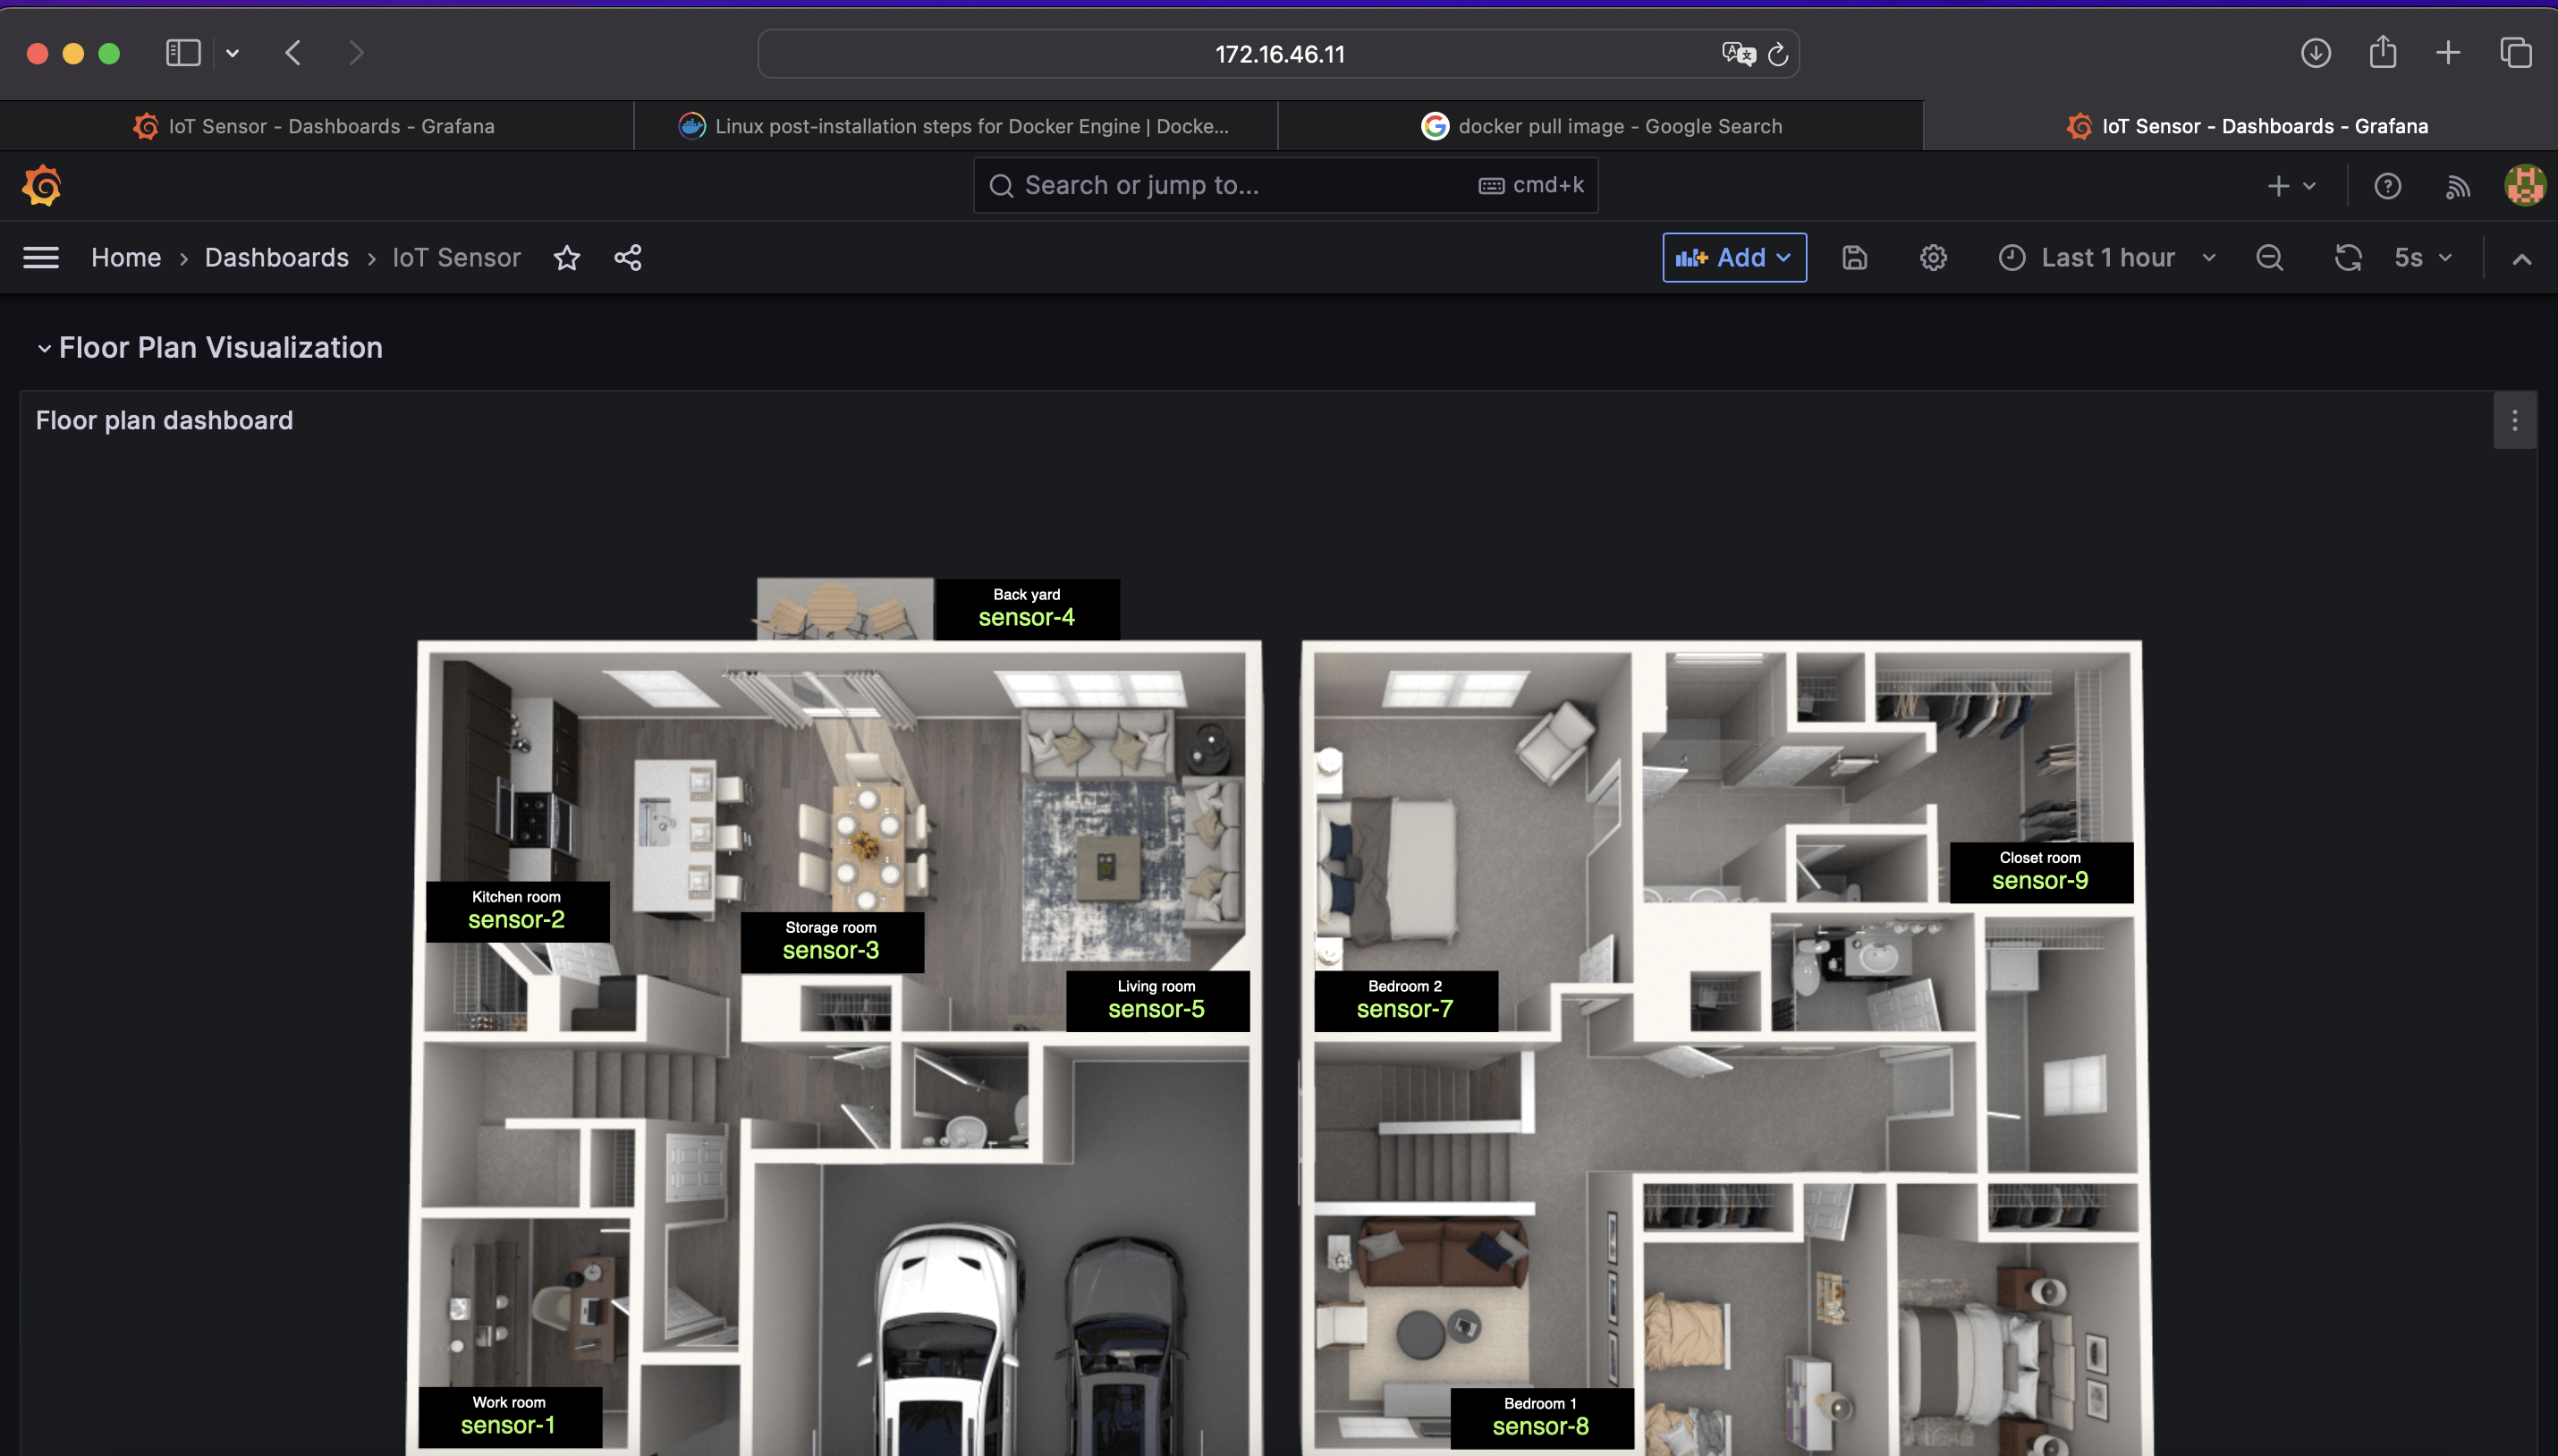 172.16.46.11
IoT Sensor - Dashboards - Grafana
Linux post-installation steps for Docker Engine | Docke...
docker pull image - Google Search
IoT Sensor - Dashboards - Grafana
Search or jump to...
cmd+k
Home › Dashboards › IoT Sensor
Add
Last 1 hour
5s
Floor Plan Visualization
Floor plan dashboard
Back yard
sensor-4
Kitchen room
sensor-2
Storage room
sensor-3
Living room
sensor-5
Bedroom 2
sensor-7
Closet room
sensor-9
Work room
sensor-1
Bedroom 1
sensor-8